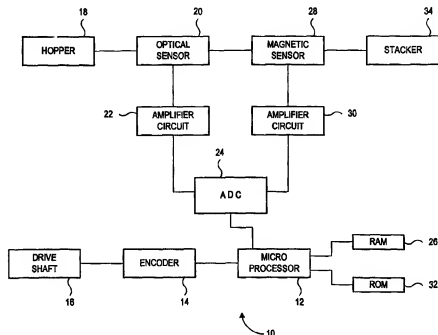 18
20
28
34
HOPPER
OPTICAL
SENSOR
MAGNETIC
SENSOR
STACKER
22
AMPLIFIER
CIRCUIT
AMPLIFIER
CIRCUIT
30
24
A D C
DRIVE
SHAFT
ENCODER
MICRO
PROCESSOR
RAM
26
ROM
32
16
14
12
10